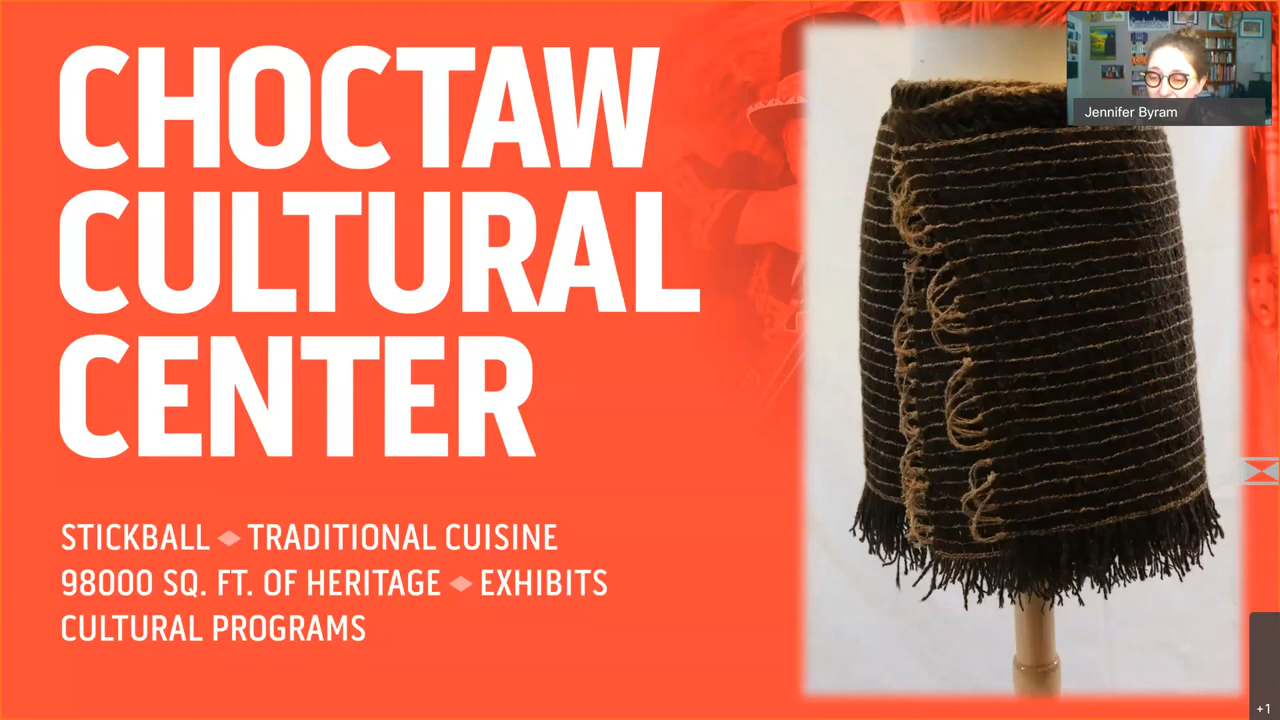 CHOCTAW
CULTURAL
CENTER
STICKBALL ◆ TRADITIONAL CUISINE
98000 SQ. FT. OF HERITAGE ◆ EXHIBITS
CULTURAL PROGRAMS
Jennifer Byram
+1